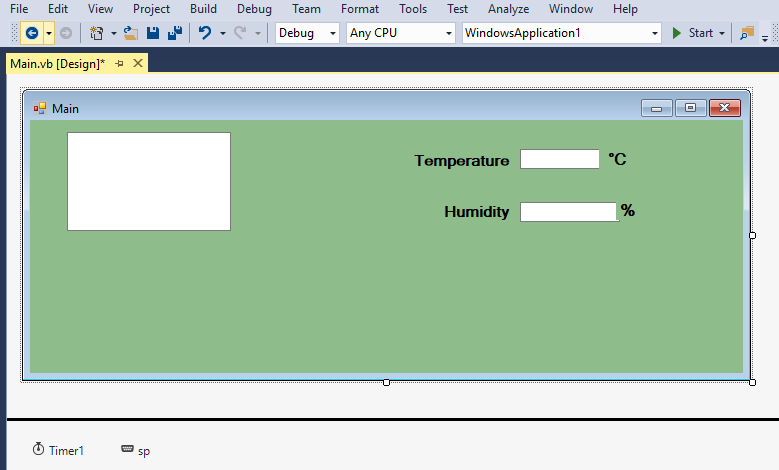 File Edit View Project Build Debug Team Format Tools Test Analyze Window Help
Debug Any CPU WindowsApplication1 Start
Main.vb [Design]*
Main
Temperature °C
Humidity %
Timer1 sp